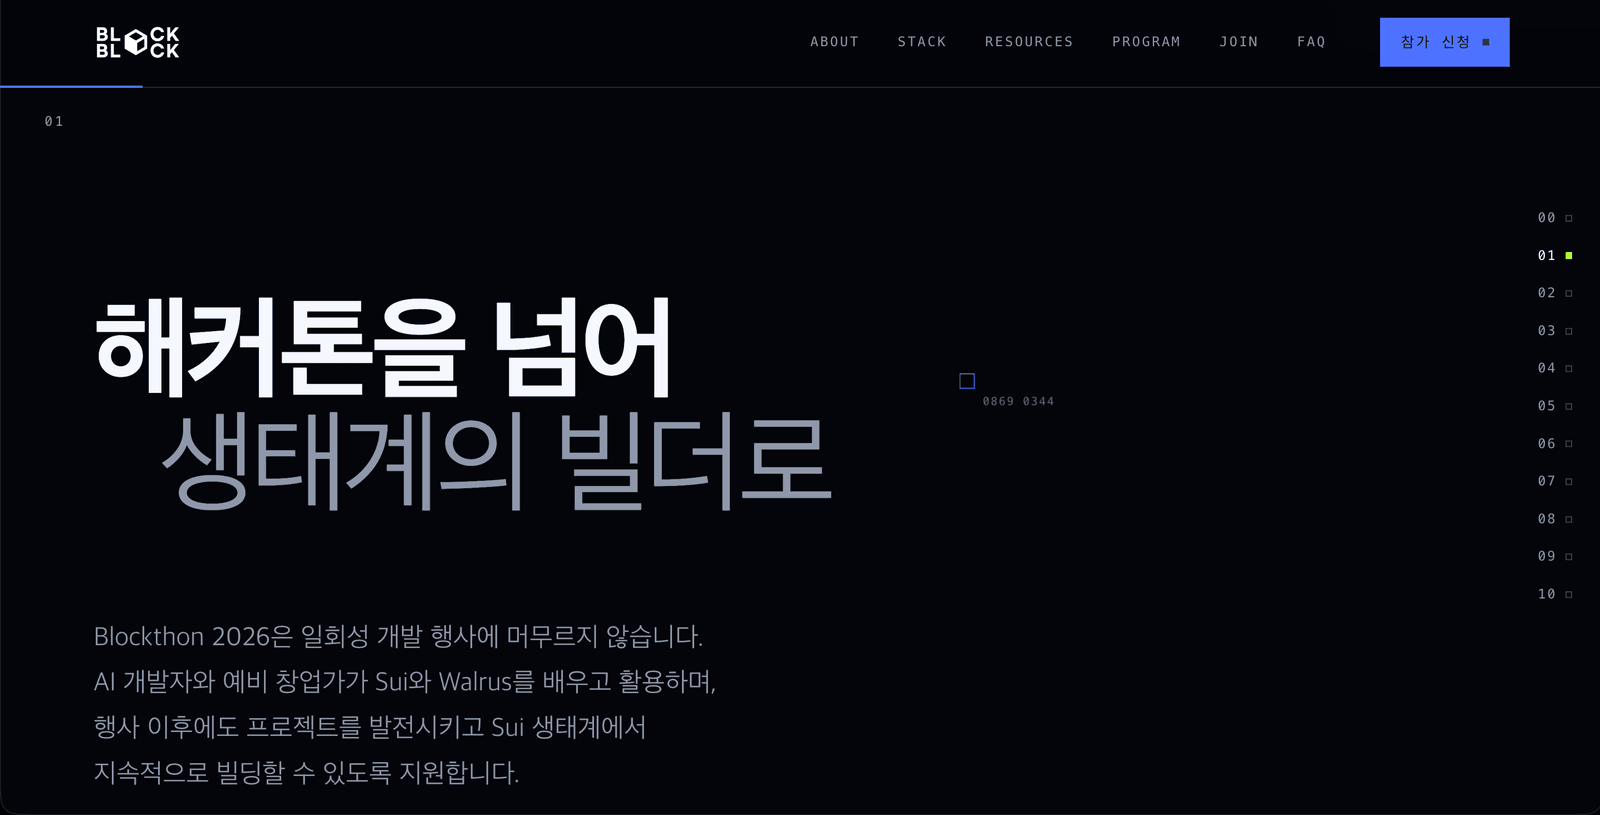 BLOCK
BLOCK
ABOUT STACK RESOURCES PROGRAM JOIN FAQ 참가 신청
01
해커톤을 넘어
생태계의 빌더로
0869 0344
Blockthon 2026은 일회성 개발 행사에 머무르지 않습니다.
AI 개발자와 예비 창업가가 Sui와 Walrus를 배우고 활용하며,
행사 이후에도 프로젝트를 발전시키고 Sui 생태계에서
지속적으로 빌딩할 수 있도록 지원합니다.
00
01
02
03
04
05
06
07
08
09
10